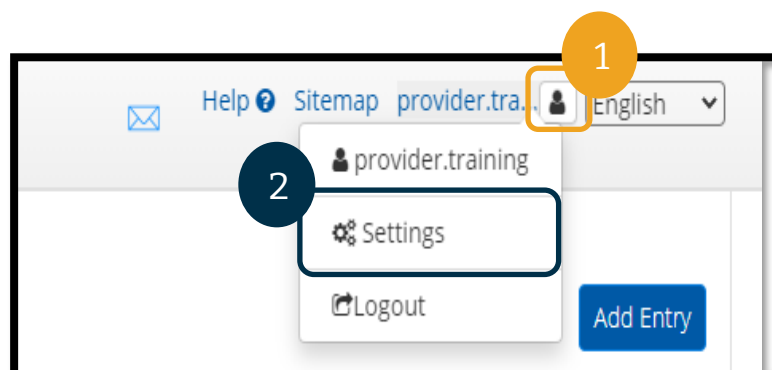 1
Help Sitemap provider.tra... English
provider.training
2
Settings
Logout
Add Entry